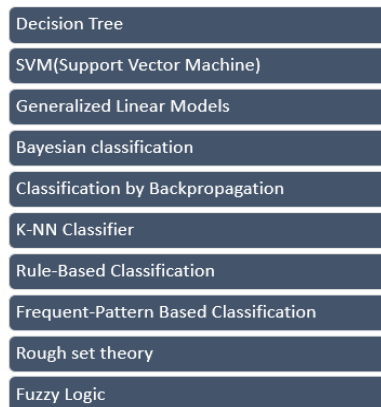 Decision Tree
SVM(Support Vector Machine)
Generalized Linear Models
Bayesian classification
Classification by Backpropagation
K-NN Classifier
Rule-Based Classification
Frequent-Pattern Based Classification
Rough set theory
Fuzzy Logic